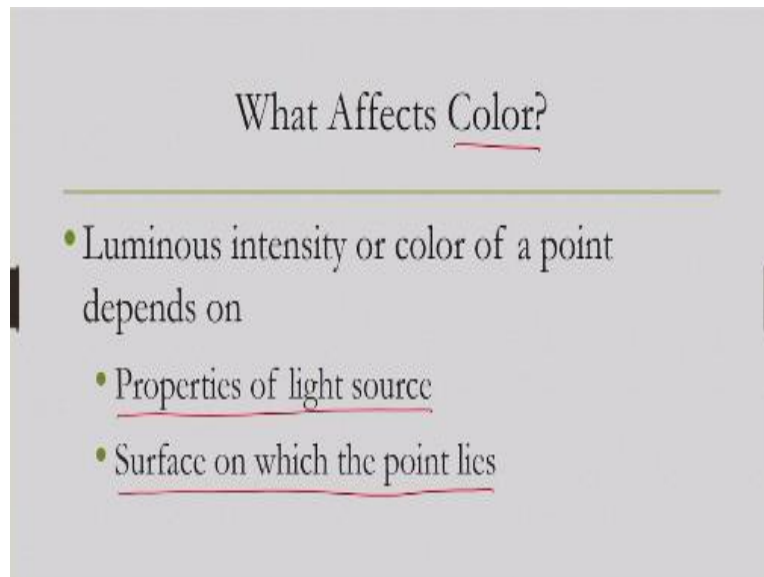 What Affects Color?
•Luminous intensity or color of a point
depends on
•Properties of light source
•Surface on which the point lies